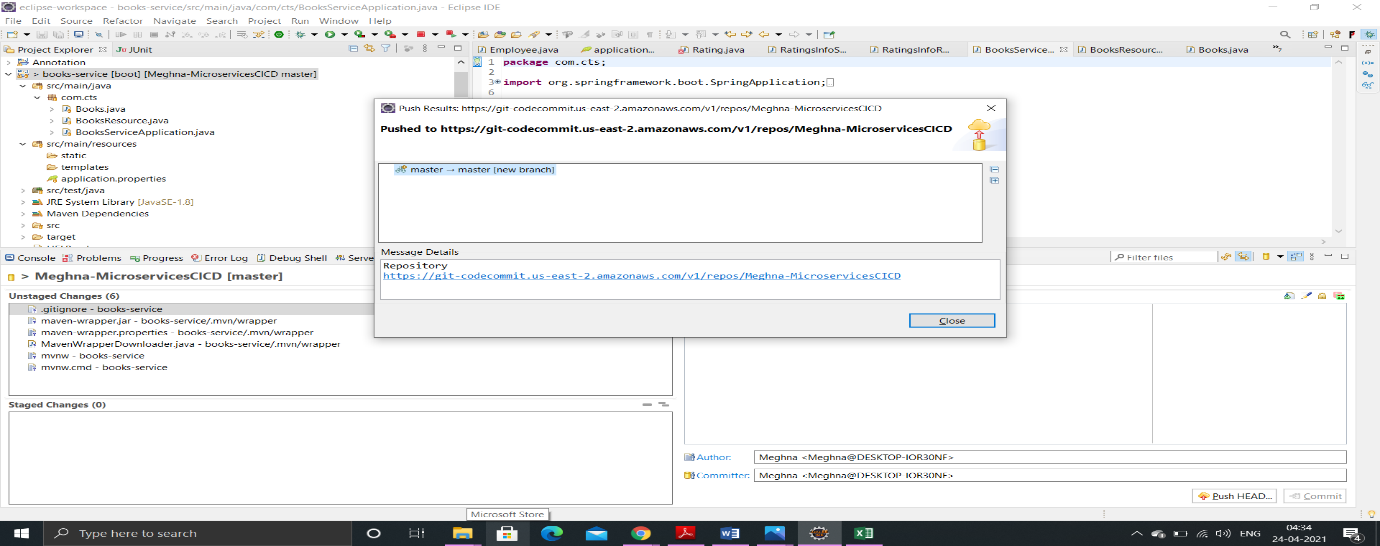 eclipse-workspace - books-service/src/main/java/com/cts/BooksServiceApplication.java - Eclipse IDE
File Edit Source Refactor Navigate Search Project Run Window Help
Project Explorer JUnit
Employee.java application... Rating.java RatingsInfoS... RatingsInfoR... BooksService... BooksResourc... Books.java
Annotation
> books-service [boot] [Meghna-MicroservicesCICD master]
src/main/java
com.cts
Books.java
BooksResource.java
BooksServiceApplication.java
src/main/resources
static
templates
application.properties
src/test/java
JRE System Library [JavaSE-1.8]
Maven Dependencies
src
target
1 package com.cts;
2
3 import org.springframework.boot.SpringApplication;
6
Push Results: https://git-codecommit.us-east-2.amazonaws.com/v1/repos/Meghna-MicroservicesCICD
Pushed to https://git-codecommit.us-east-2.amazonaws.com/v1/repos/Meghna-MicroservicesCICD
master → master [new branch]
Message Details
Repository
https://git-codecommit.us-east-2.amazonaws.com/v1/repos/Meghna-MicroservicesCICD
Close
Console Problems Progress Error Log Debug Shell Serve
Filter files
> Meghna-MicroservicesCICD [master]
Unstaged Changes (6)
.gitignore - books-service
maven-wrapper.jar - books-service/.mvn/wrapper
maven-wrapper.properties - books-service/.mvn/wrapper
MavenWrapperDownloader.java - books-service/.mvn/wrapper
mvnw - books-service
mvnw.cmd - books-service
Staged Changes (0)
Author: Meghna <Meghna@DESKTOP-IOR30NF>
Committer: Meghna <Meghna@DESKTOP-IOR30NF>
Push HEAD... Commit
Microsoft Store
Type here to search
ENG
04:34
24-04-2021
4